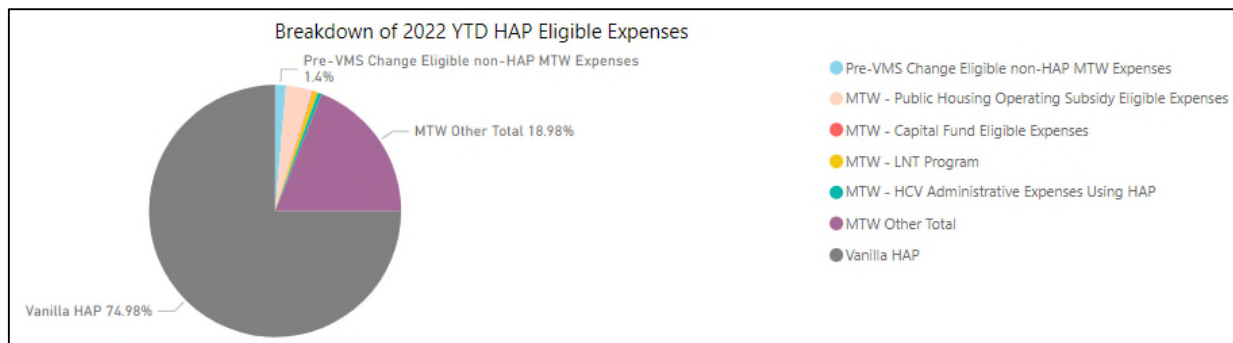 Breakdown of 2022 YTD HAP Eligible Expenses
Pre-VMS Change Eligible non-HAP MTW Expenses
1.4%
MTW Other Total 18.98%
Vanilla HAP 74.98%
Pre-VMS Change Eligible non-HAP MTW Expenses
MTW - Public Housing Operating Subsidy Eligible Expenses
MTW - Capital Fund Eligible Expenses
MTW - LNT Program
MTW - HCV Administrative Expenses Using HAP
MTW Other Total
Vanilla HAP